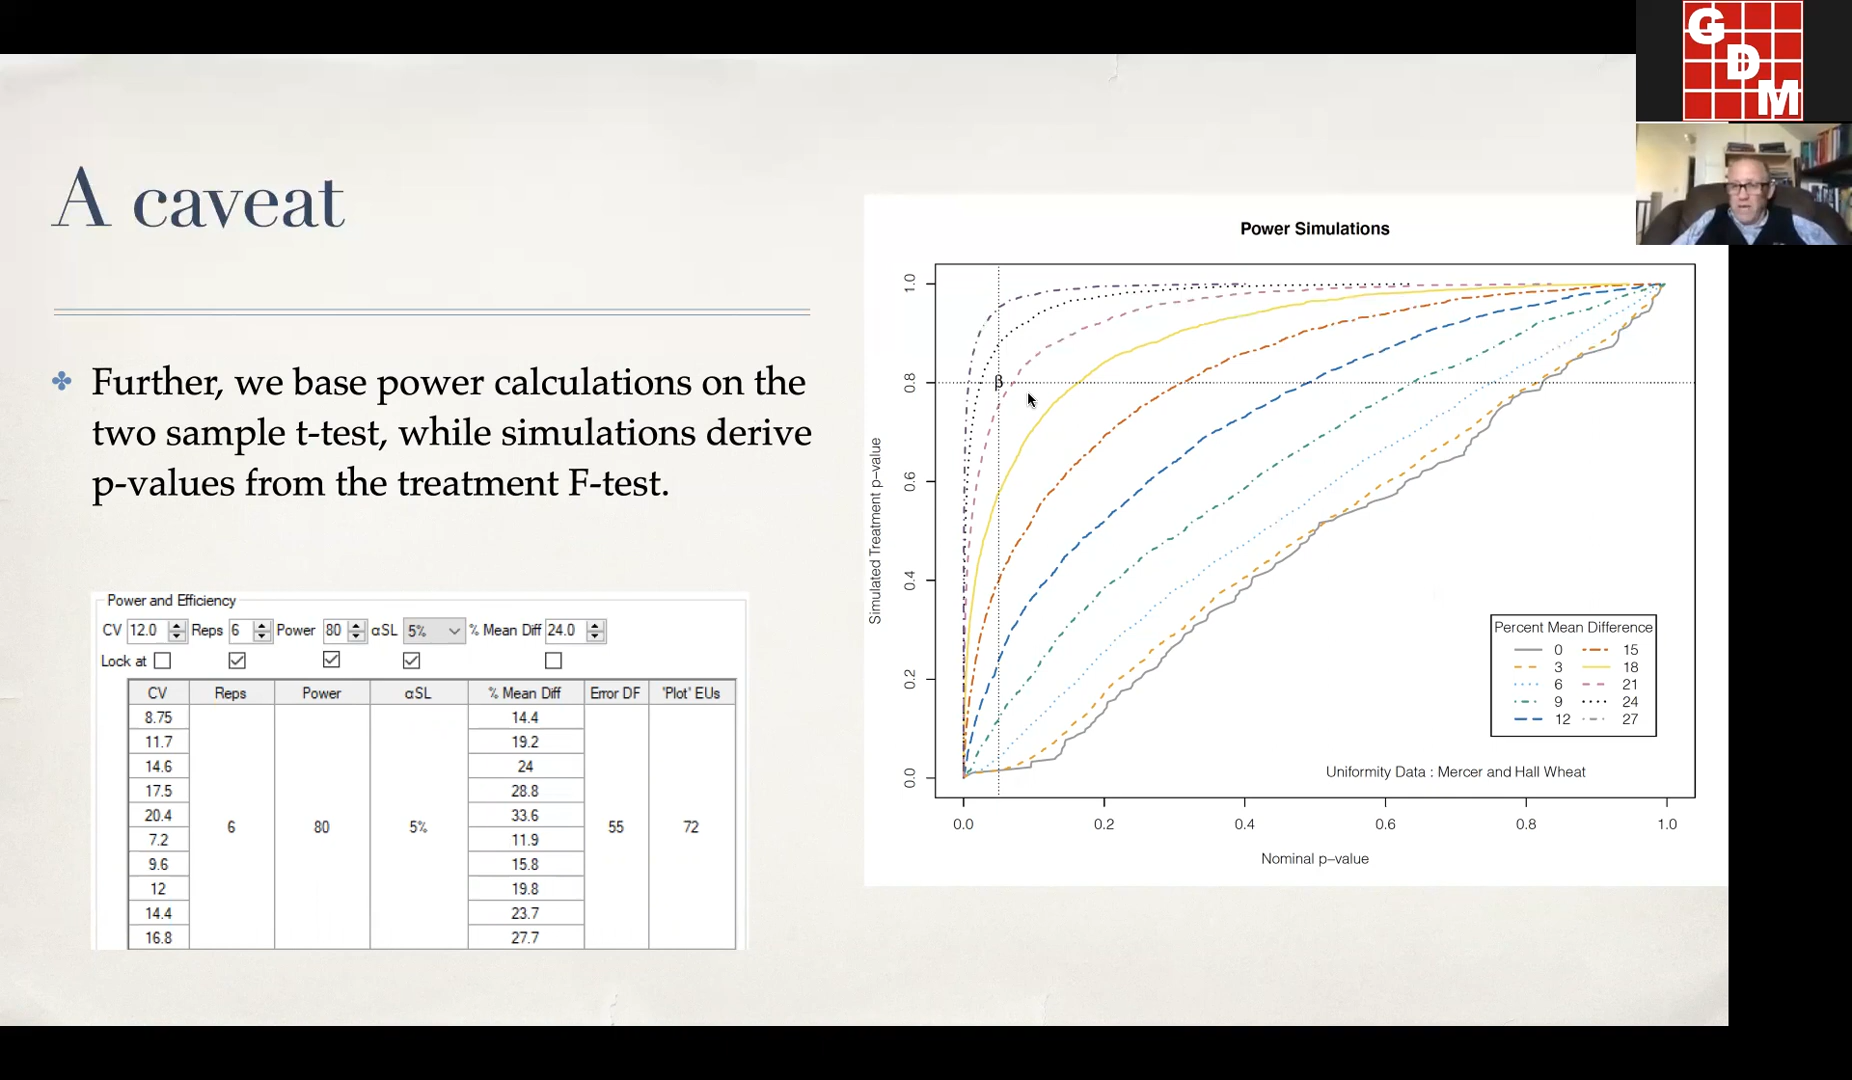 GDM
A caveat
Further, we base power calculations on the
two sample t-test, while simulations derive
p-values from the treatment F-test.
Power and Efficiency
CV 12.0 Reps 6 Power 80 αSL 5% % Mean Diff 24.0
Lock at
CV Reps Power αSL % Mean Diff Error DF 'Plot' EUs
8.75 14.4
11.7 19.2
14.6 24
17.5 28.8
20.4 33.6
6 80 5% 55 72
7.2 11.9
9.6 15.8
12 19.8
14.4 23.7
16.8 27.7
Power Simulations
Simulated Treatment p–value
1.0
0.8
0.6
0.4
0.2
0.0
β
Percent Mean Difference
0 15
3 18
6 21
9 24
12 27
Uniformity Data : Mercer and Hall Wheat
0.0 0.2 0.4 0.6 0.8 1.0
Nominal p–value